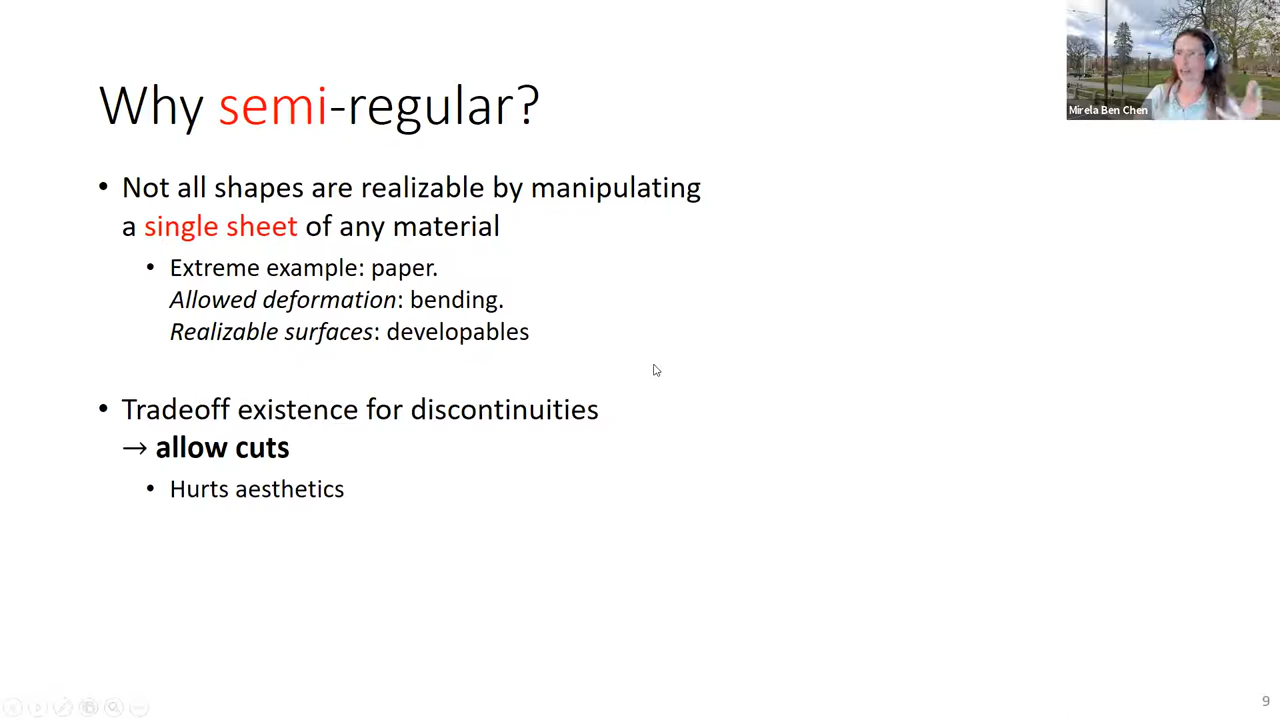 Mirela Ben Chen
Why semi-regular?
• Not all shapes are realizable by manipulating
a single sheet of any material
• Extreme example: paper.
Allowed deformation: bending.
Realizable surfaces: developables
• Tradeoff existence for discontinuities
→ allow cuts
• Hurts aesthetics
9